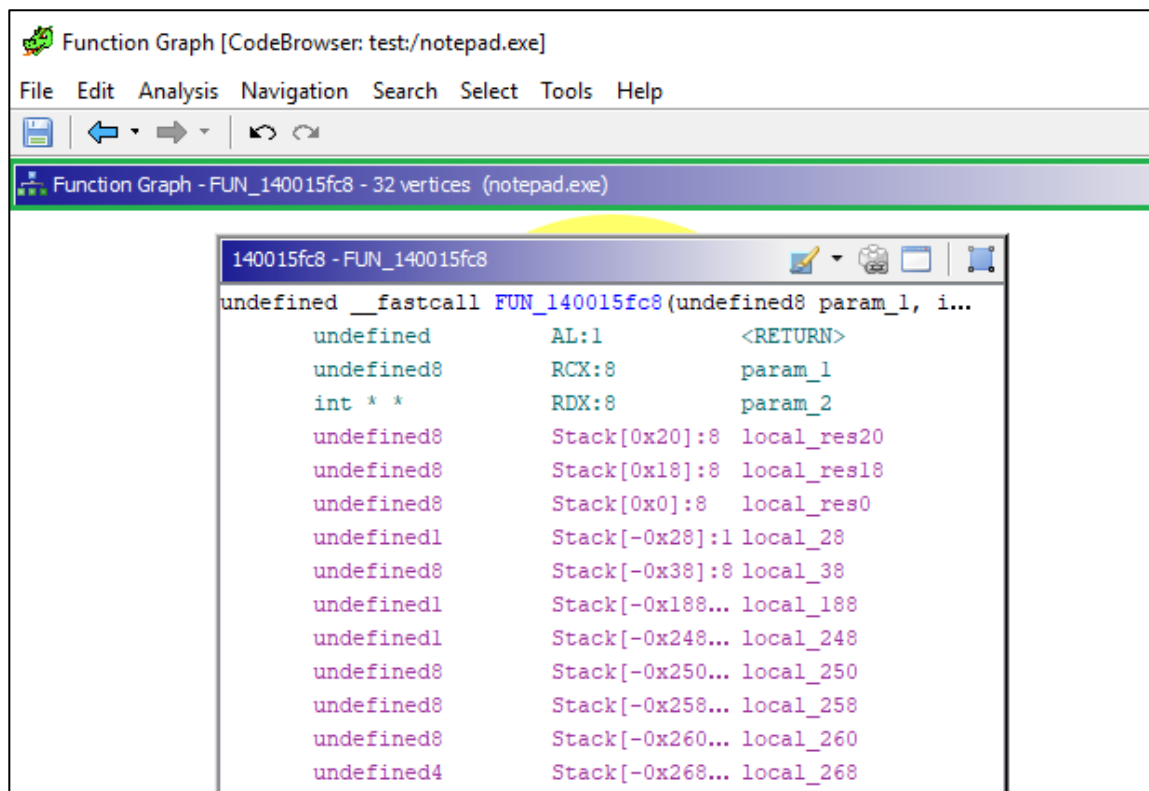 Function Graph [CodeBrowser: test:/notepad.exe]
File Edit Analysis Navigation Search Select Tools Help
Function Graph - FUN_140015fc8 - 32 vertices (notepad.exe)
140015fc8 - FUN_140015fc8
undefined __fastcall FUN_140015fc8(undefined8 param_1, i...
undefined AL:1 <RETURN>
undefined8 RCX:8 param_1
int * * RDX:8 param_2
undefined8 Stack[0x20]:8 local_res20
undefined8 Stack[0x18]:8 local_res18
undefined8 Stack[0x0]:8 local_res0
undefined1 Stack[-0x28]:1 local_28
undefined8 Stack[-0x38]:8 local_38
undefined1 Stack[-0x188... local_188
undefined1 Stack[-0x248... local_248
undefined8 Stack[-0x250... local_250
undefined8 Stack[-0x258... local_258
undefined8 Stack[-0x260... local_260
undefined4 Stack[-0x268... local_268